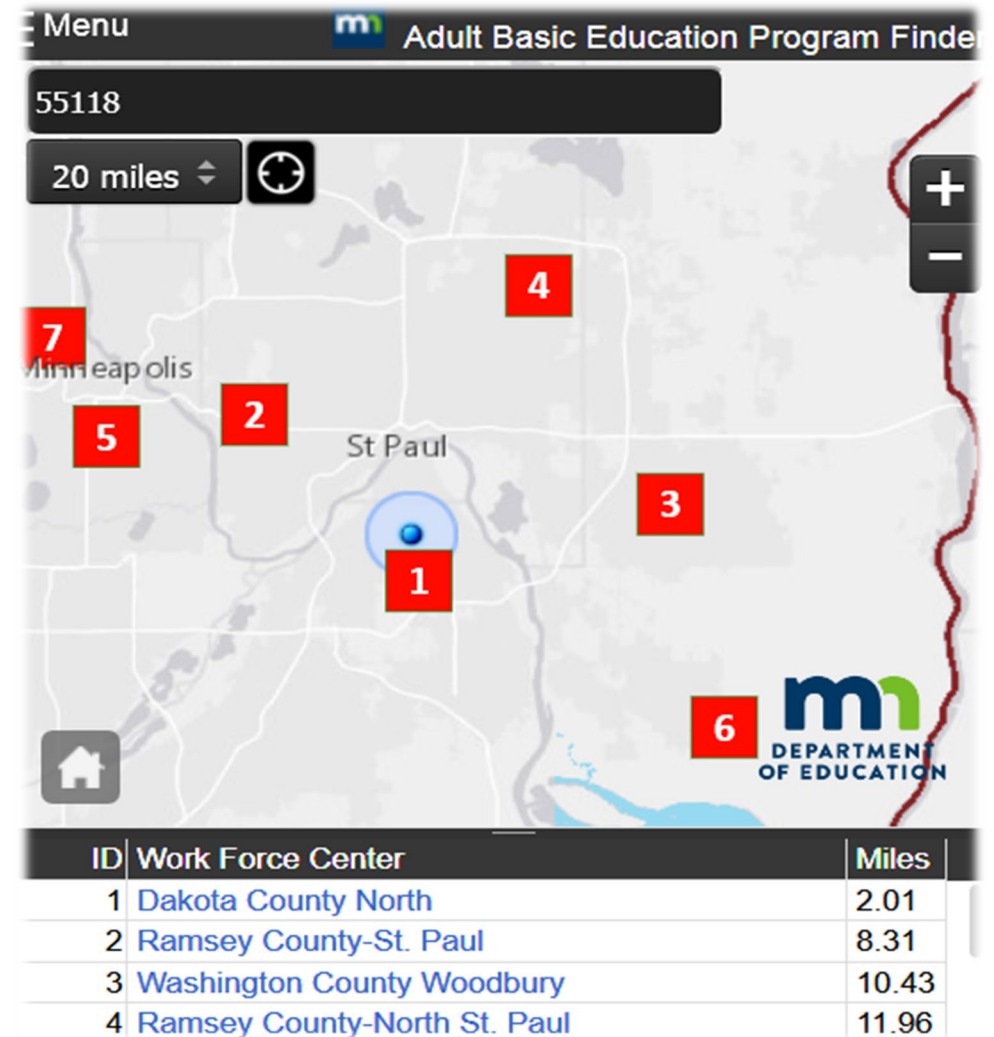 Menu
mn
Adult Basic Education Program Finder
55118
20 miles
+
−
4
7
Minneapolis
2
5
St Paul
3
1
6
mn
DEPARTMENT
OF EDUCATION
ID Work Force Center Miles
1 Dakota County North 2.01
2 Ramsey County-St. Paul 8.31
3 Washington County Woodbury 10.43
4 Ramsey County-North St. Paul 11.96